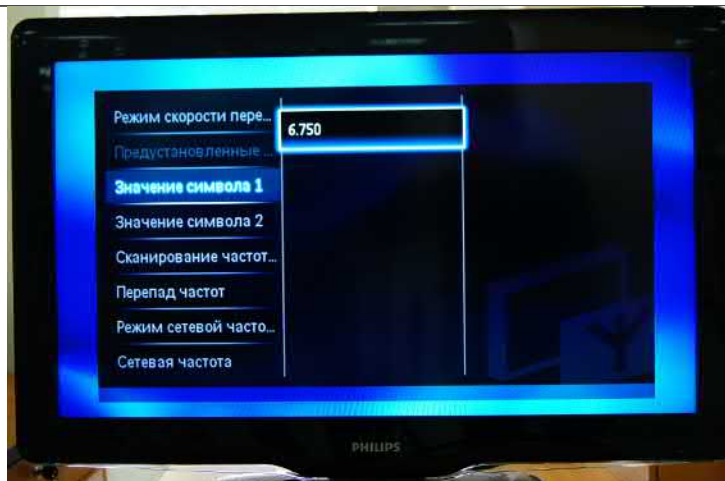 Режим скорости пере...
6.750
Предустановленные ...
Значение символа 1
Значение символа 2
Сканирование частот...
Перепад частот
Режим сетевой часто...
Сетевая частота
PHILIPS